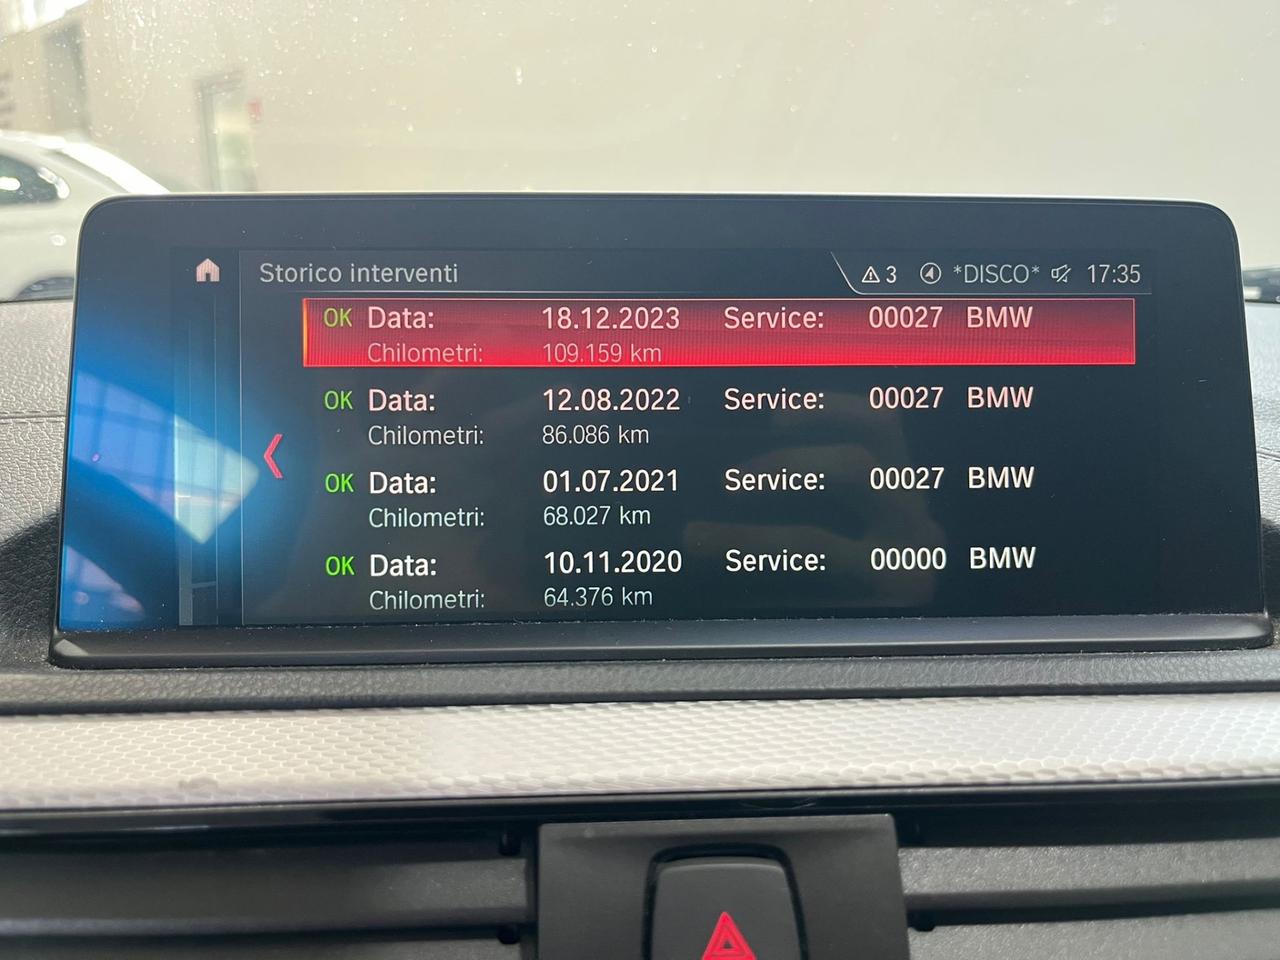 Storico interventi 3 *DISCO* 17:35
OK Data: 18.12.2023 Service: 00027 BMW
Chilometri: 109.159 km
OK Data: 12.08.2022 Service: 00027 BMW
Chilometri: 86.086 km
OK Data: 01.07.2021 Service: 00027 BMW
Chilometri: 68.027 km
OK Data: 10.11.2020 Service: 00000 BMW
Chilometri: 64.376 km